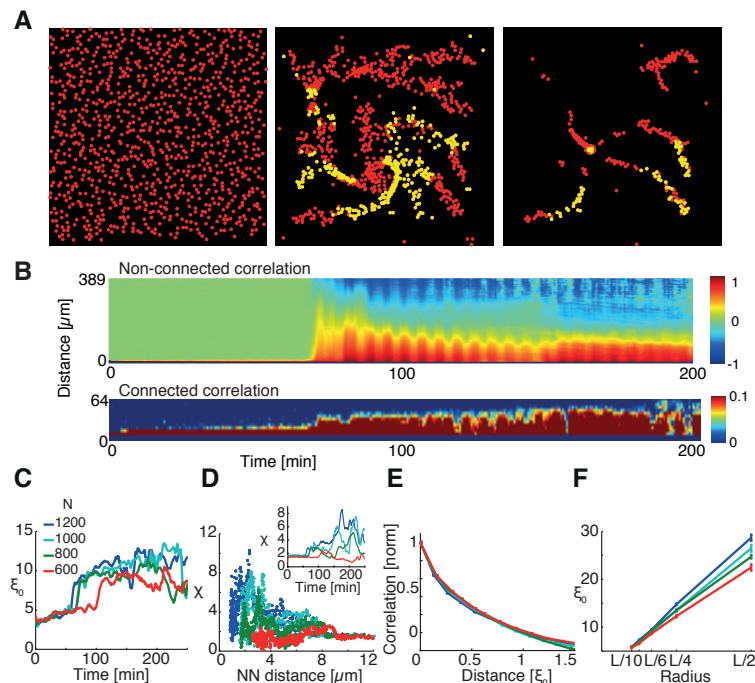 A
B
Non-connected correlation
389
Distance [µm]
0
0
100
200
1
0
-1
Connected correlation
64
0
0
100
200
Time [min]
0.1
0
C
N
1200
1000
800
600
15
10
5
0
ξ₀
0
100
200
Time [min]
D
χ
12
8
4
0
0
4
8
12
NN distance [µm]
χ
8
6
4
2
0
0
100
200
Time [min]
E
Correlation [norm]
1
0.5
0
0
0.5
1
1.5
Distance [ξ₀]
F
ξ₀
30
20
10
L/10
L/6
L/4
L/2
Radius